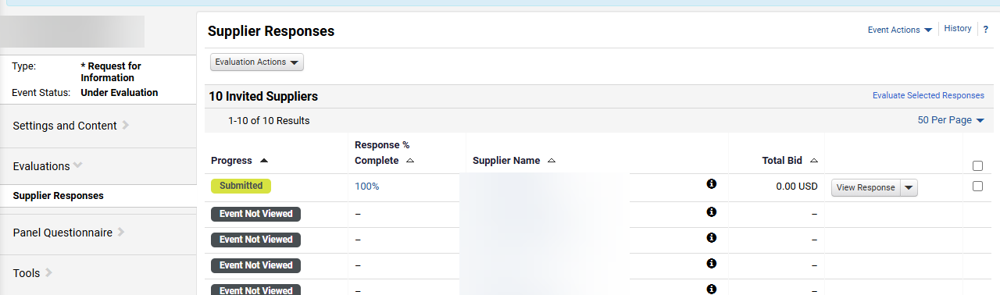 Supplier Responses
Event Actions History ?
Type: * Request for Information
Event Status: Under Evaluation
Settings and Content
Evaluations
Supplier Responses
Panel Questionnaire
Tools
Evaluation Actions
10 Invited Suppliers Evaluate Selected Responses
1-10 of 10 Results 50 Per Page
Progress Response % Complete Supplier Name Total Bid
Submitted 100% 0.00 USD View Response
Event Not Viewed – –
Event Not Viewed – –
Event Not Viewed – –
Event Not Viewed – –